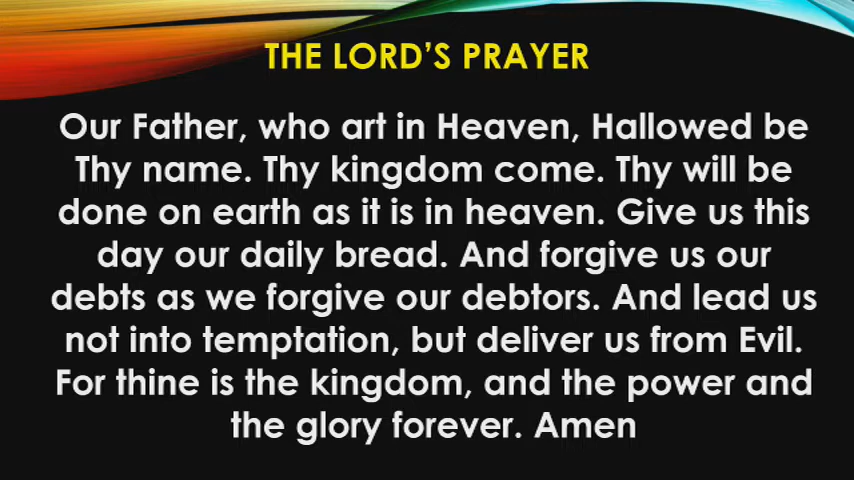 THE LORD'S PRAYER
Our Father, who art in Heaven, Hallowed be
Thy name. Thy kingdom come. Thy will be
done on earth as it is in heaven. Give us this
day our daily bread. And forgive us our
debts as we forgive our debtors. And lead us
not into temptation, but deliver us from Evil.
For thine is the kingdom, and the power and
the glory forever. Amen